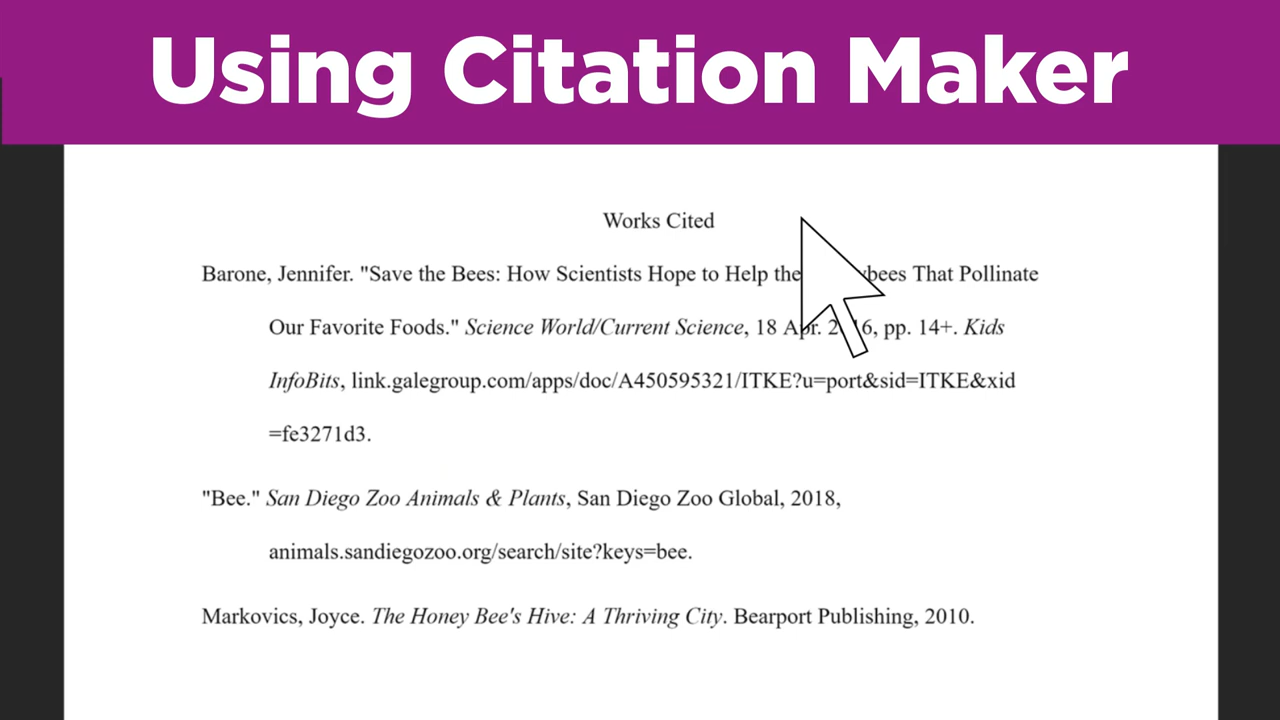 Using Citation Maker
Works Cited
Barone, Jennifer. "Save the Bees: How Scientists Hope to Help the bees That Pollinate
Our Favorite Foods." Science World/Current Science, 18 Apr. 2016, pp. 14+. Kids
InfoBits, link.galegroup.com/apps/doc/A450595321/ITKE?u=port&sid=ITKE&xid
=fe3271d3.
"Bee." San Diego Zoo Animals & Plants, San Diego Zoo Global, 2018,
animals.sandiegozoo.org/search/site?keys=bee.
Markovics, Joyce. The Honey Bee's Hive: A Thriving City. Bearport Publishing, 2010.